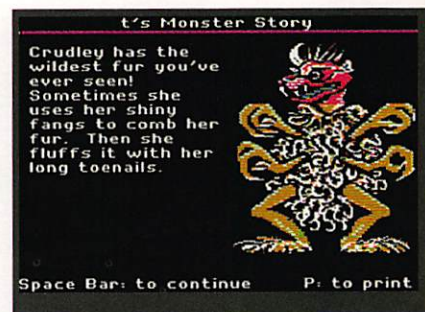 t's Monster Story
Crudley has the
wildest fur you've
ever seen!
Sometimes she
uses her shiny
fangs to comb her
fur.  Then she
fluffs it with her
long toenails.
Space Bar: to continue
P: to print